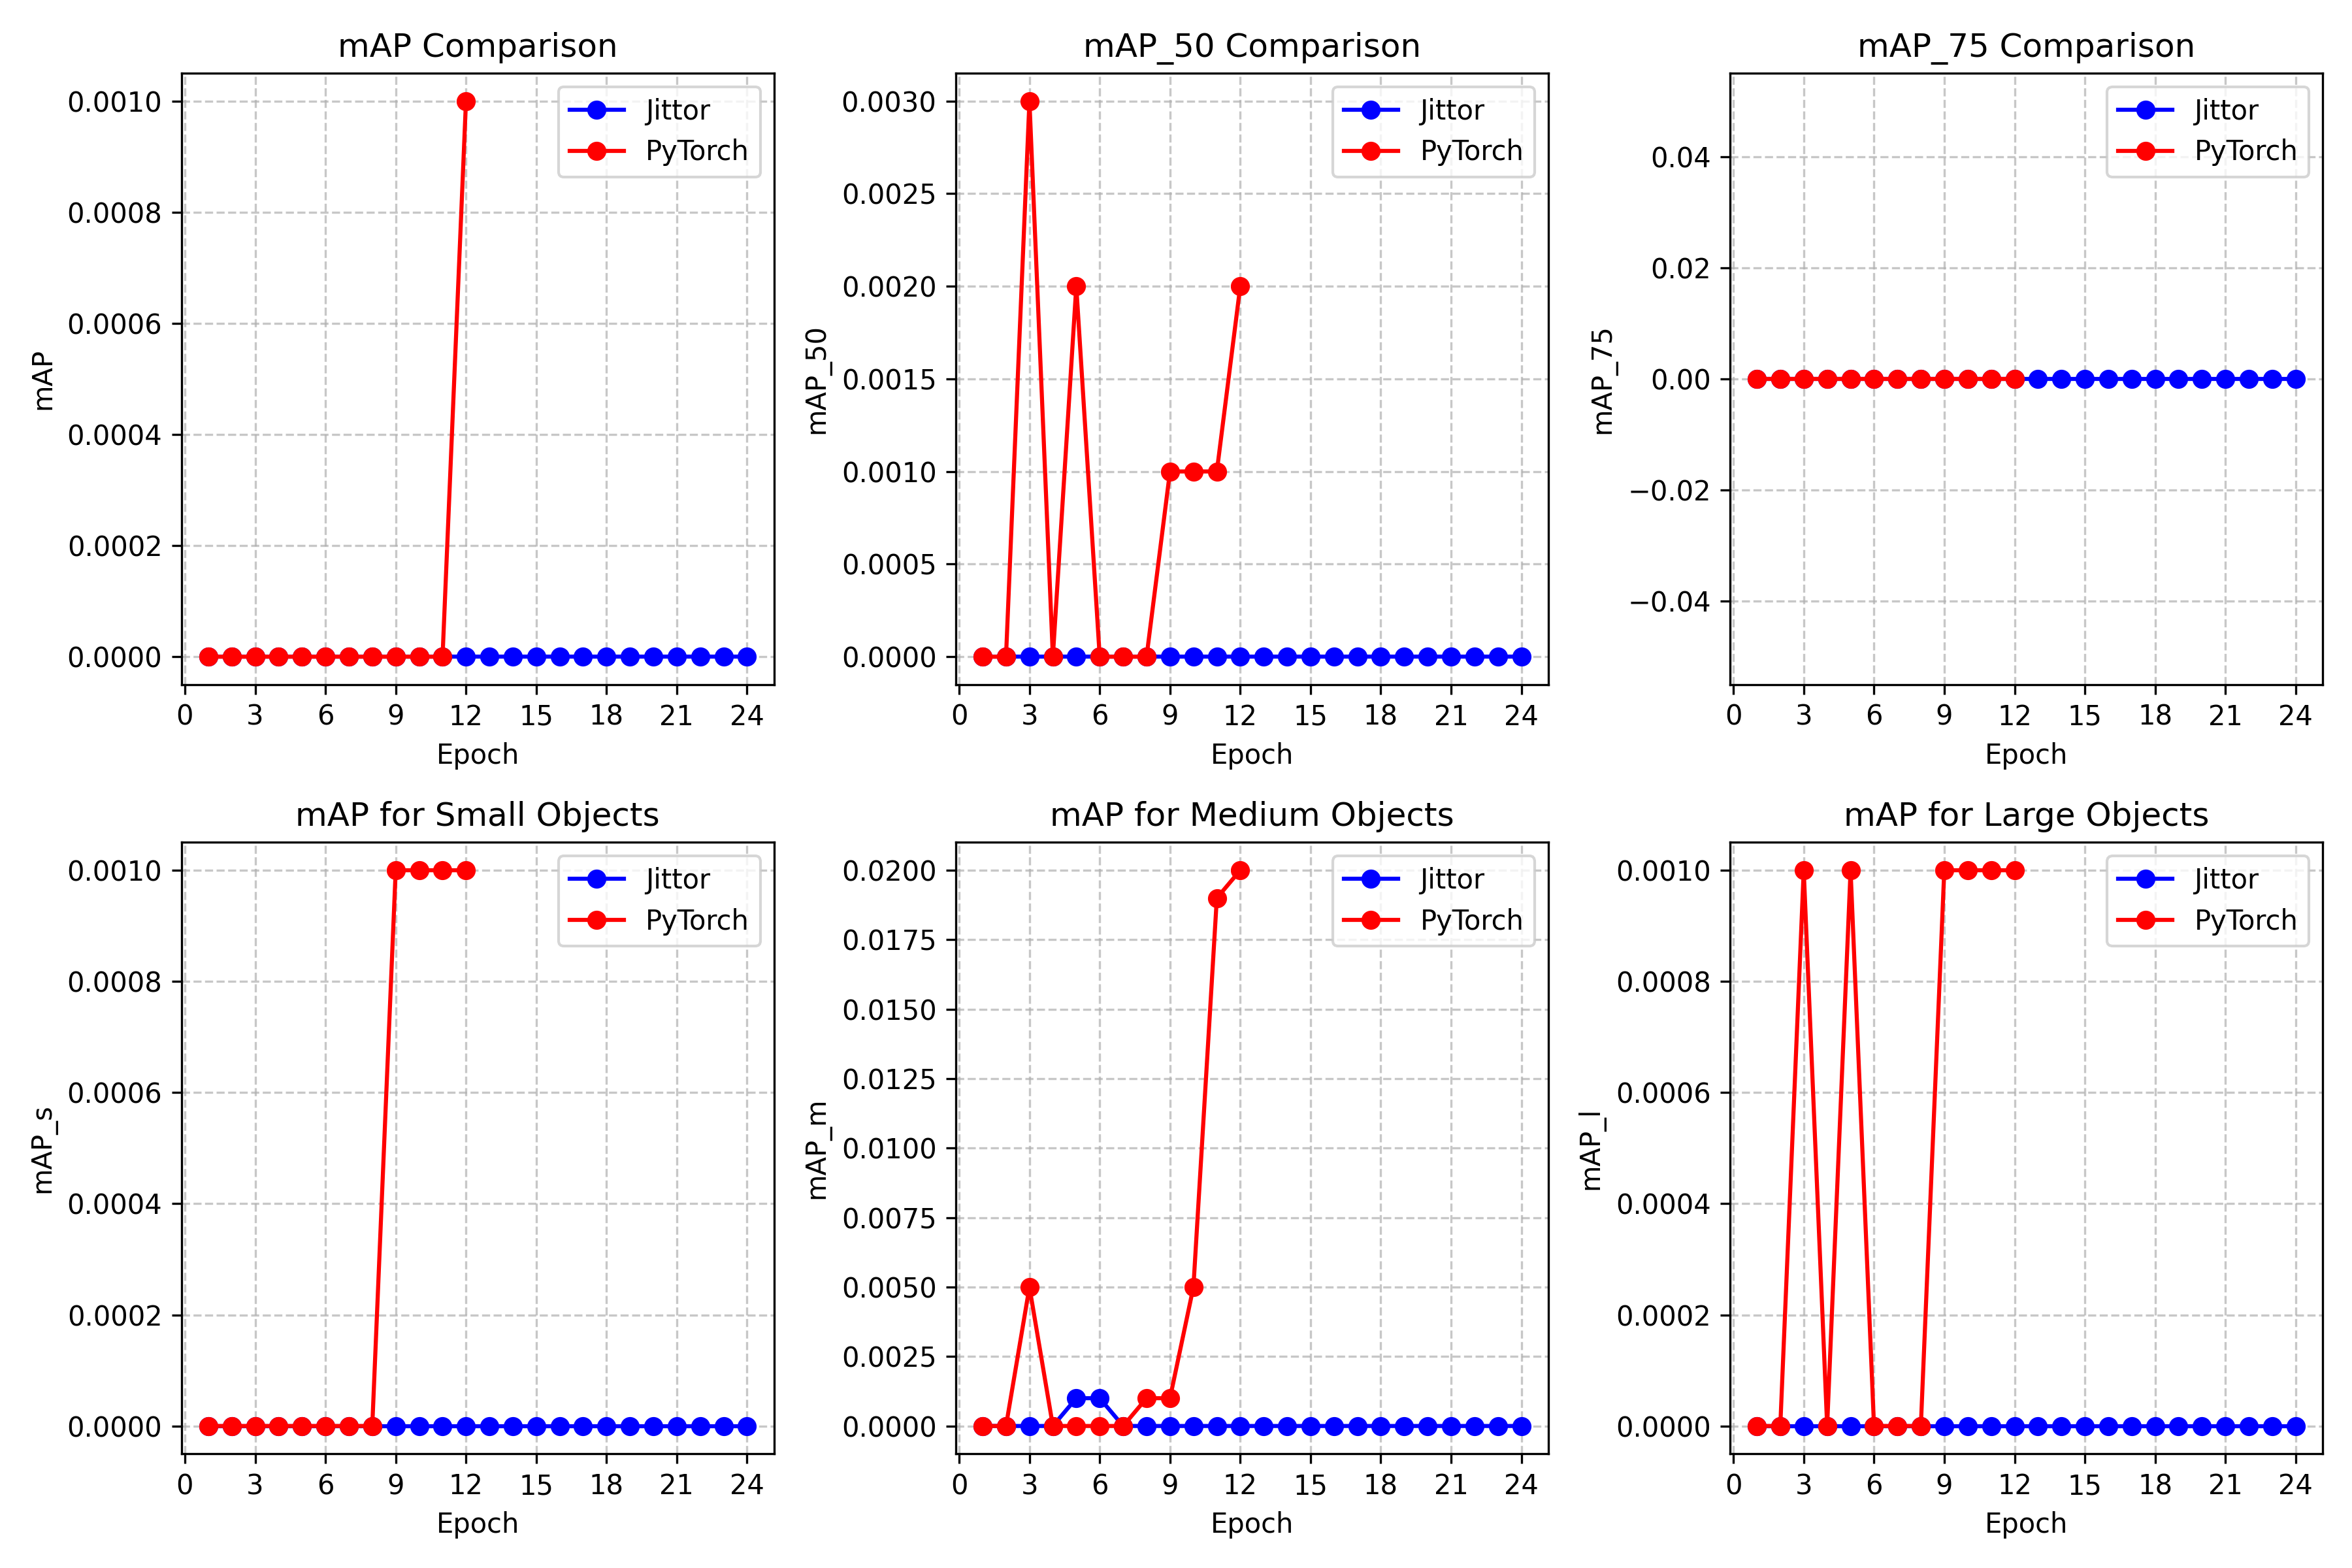 mAP Comparison
0.0010
0.0008
0.0006
0.0004
0.0002
0.0000
mAP
0 3 6 9 12 15 18 21 24
Epoch
Jittor
PyTorch
mAP_50 Comparison
0.0030
0.0025
0.0020
0.0015
0.0010
0.0005
0.0000
mAP_50
0 3 6 9 12 15 18 21 24
Epoch
Jittor
PyTorch
mAP_75 Comparison
0.04
0.02
0.00
−0.02
−0.04
mAP_75
0 3 6 9 12 15 18 21 24
Epoch
Jittor
PyTorch
mAP for Small Objects
0.0010
0.0008
0.0006
0.0004
0.0002
0.0000
mAP_s
0 3 6 9 12 15 18 21 24
Epoch
Jittor
PyTorch
mAP for Medium Objects
0.0200
0.0175
0.0150
0.0125
0.0100
0.0075
0.0050
0.0025
0.0000
mAP_m
0 3 6 9 12 15 18 21 24
Epoch
Jittor
PyTorch
mAP for Large Objects
0.0010
0.0008
0.0006
0.0004
0.0002
0.0000
mAP_l
0 3 6 9 12 15 18 21 24
Epoch
Jittor
PyTorch